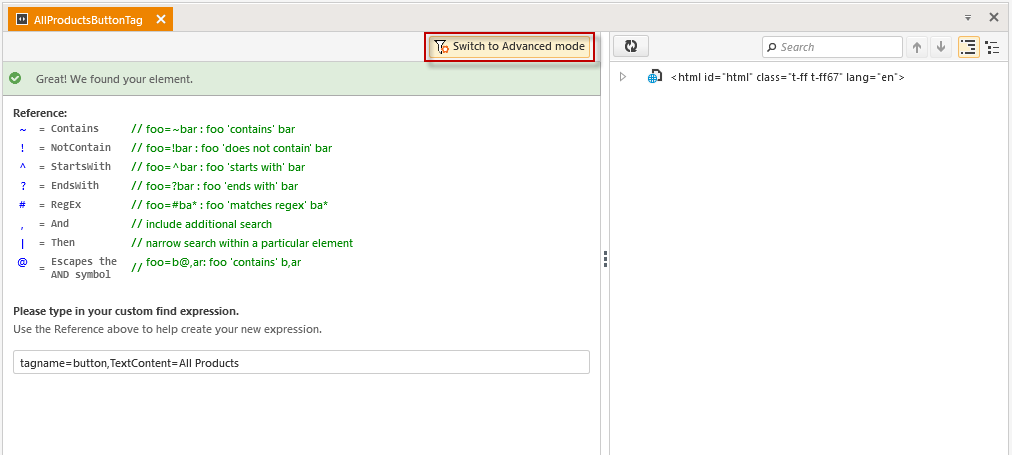 AllProductsButtonTag
Switch to Advanced mode
Search
Great! We found your element.
<html id="html" class="t-ff t-ff67" lang="en">
Reference:
~ = Contains // foo=~bar : foo 'contains' bar
! = NotContain // foo=!bar : foo 'does not contain' bar
^ = StartsWith // foo=^bar : foo 'starts with' bar
? = EndsWith // foo=?bar : foo 'ends with' bar
# = RegEx // foo=#ba* : foo 'matches regex' ba*
, = And // include additional search
| = Then // narrow search within a particular element
@ = Escapes the // foo=b@,ar: foo 'contains' b,ar
AND symbol
Please type in your custom find expression.
Use the Reference above to help create your new expression.
tagname=button,TextContent=All Products